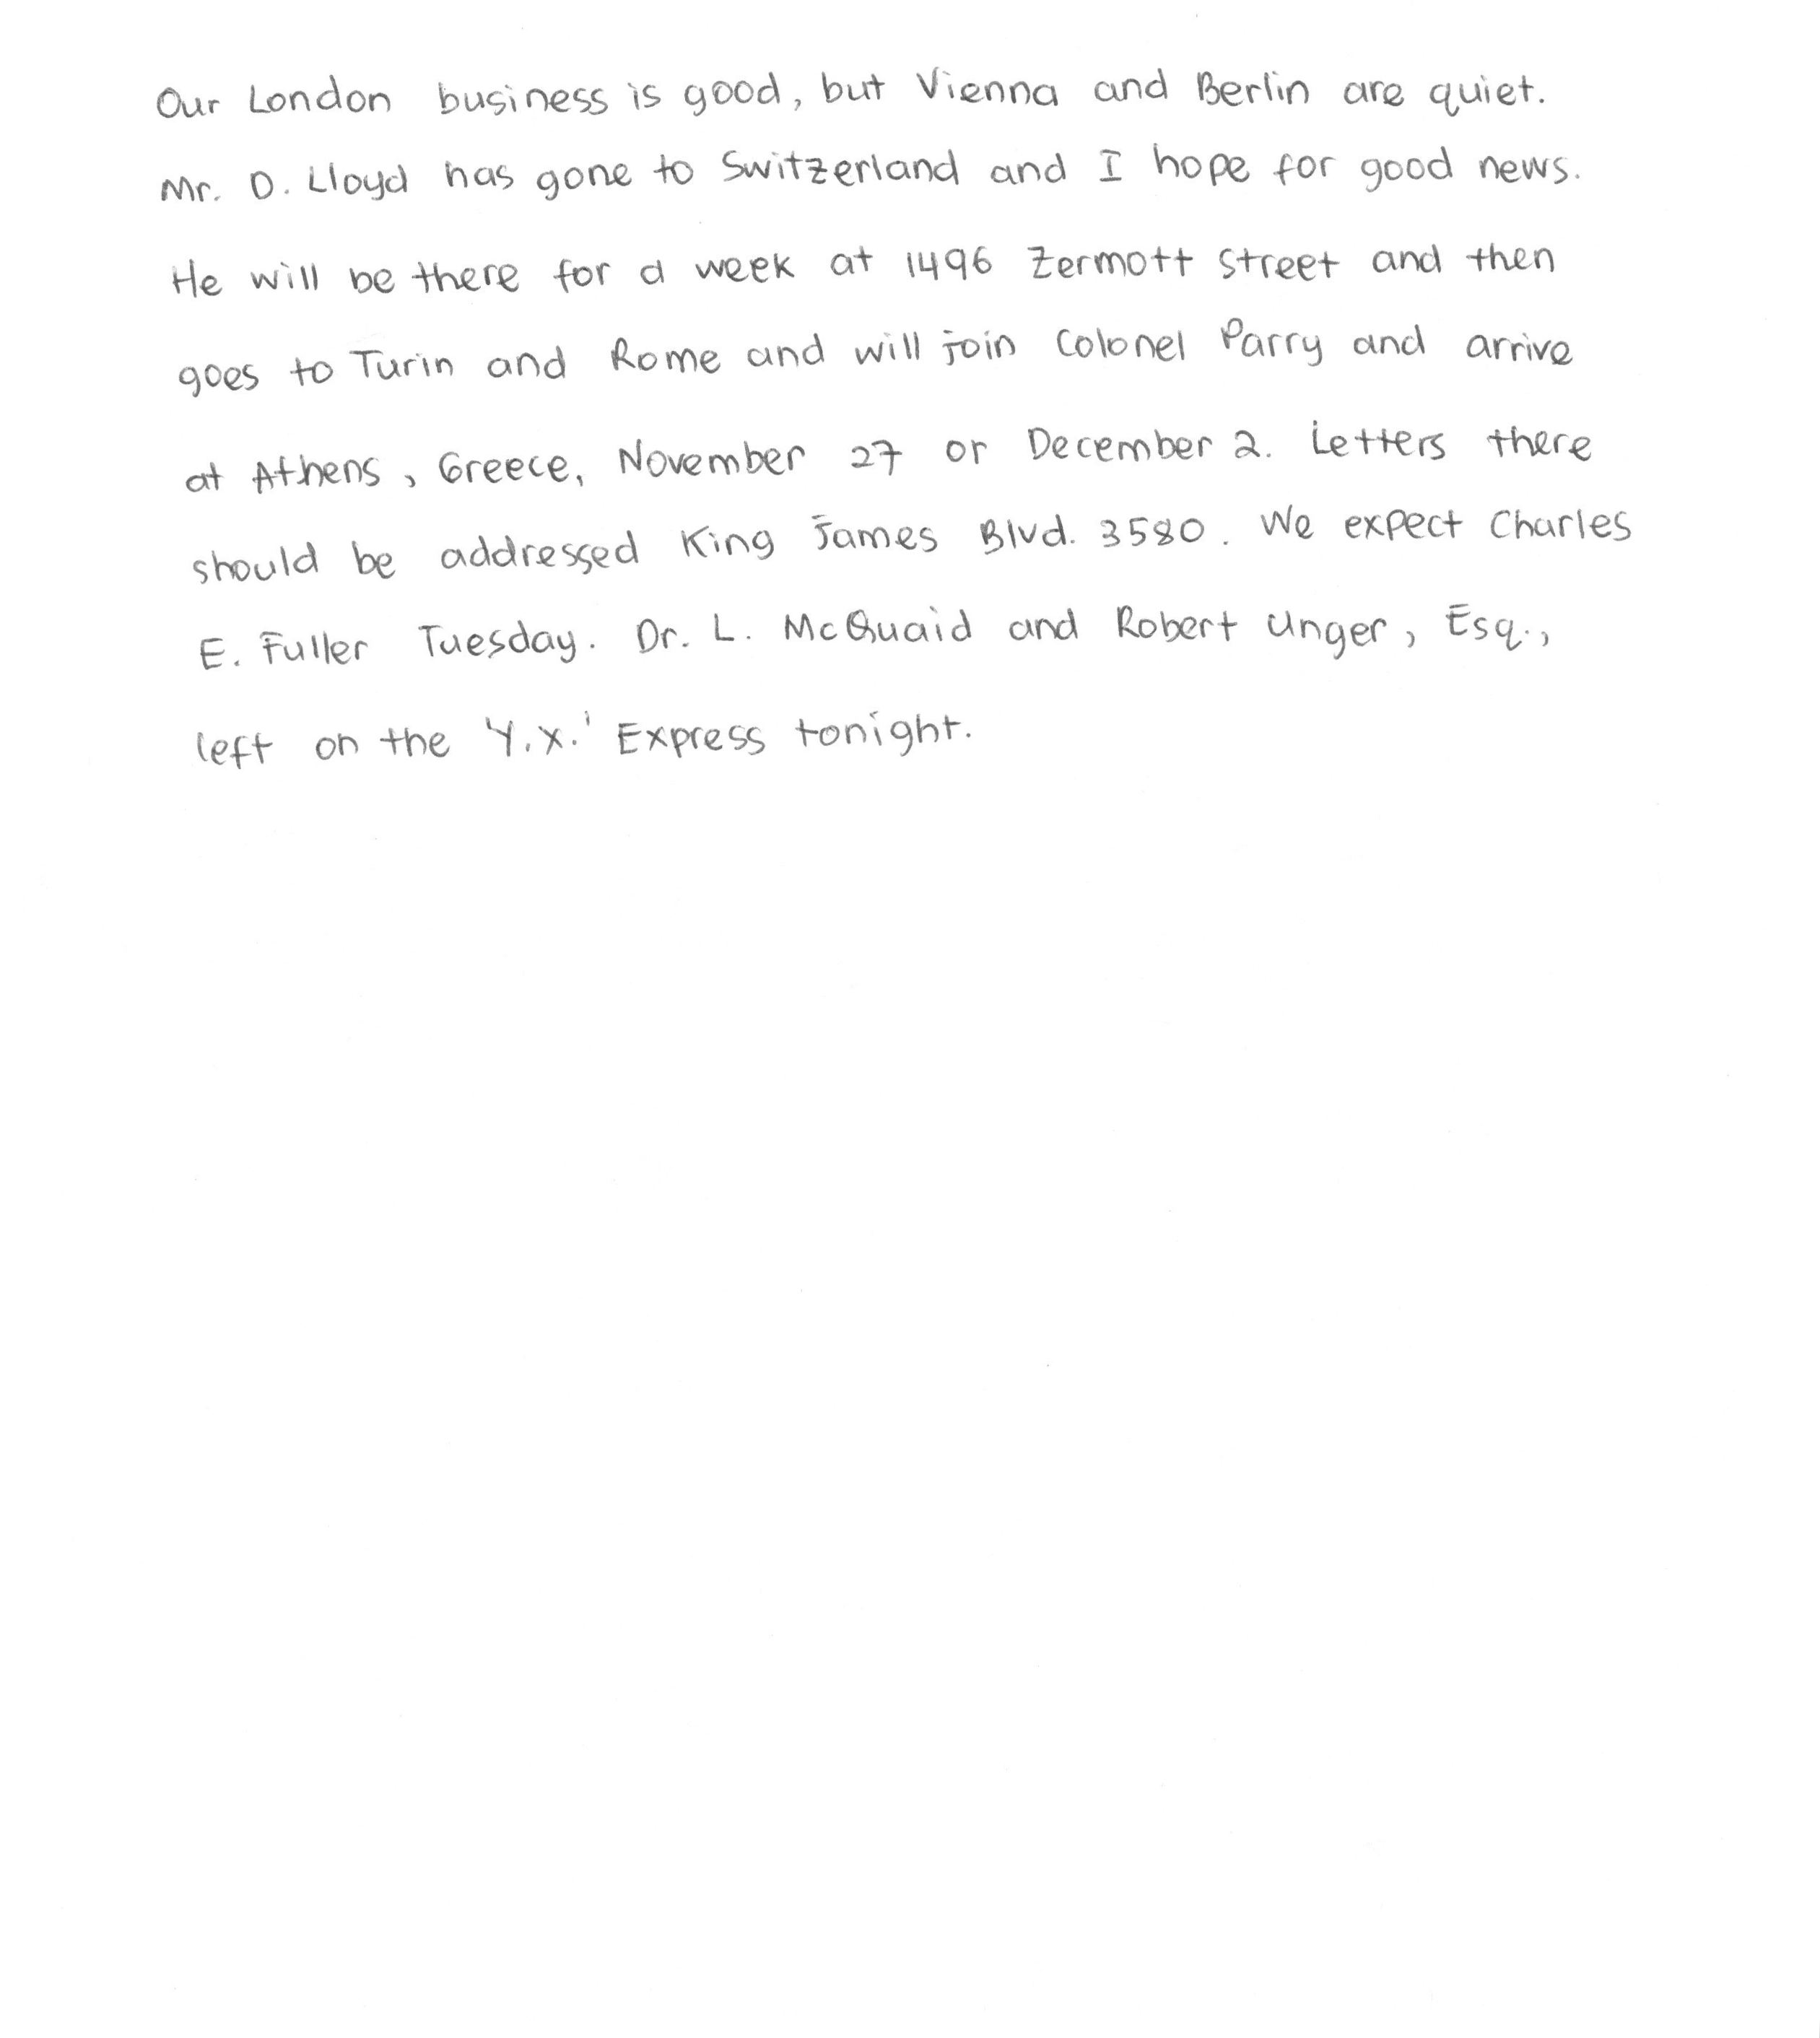 Our London business is good, but Vienna and Berlin are quiet.
Mr. D. Lloyd has gone to Switzerland and I hope for good news.
He will be there for a week at 1496 Zermott street and then
goes to Turin and Rome and will join Colonel Parry and arrive
at Athens, Greece, November 27 or December 2. Letters there
should be addressed King James Blvd. 3580. We expect Charles
E. Fuller Tuesday. Dr. L. McQuaid and Robert Unger, Esq.,
left on the 'Y.X.' Express tonight.